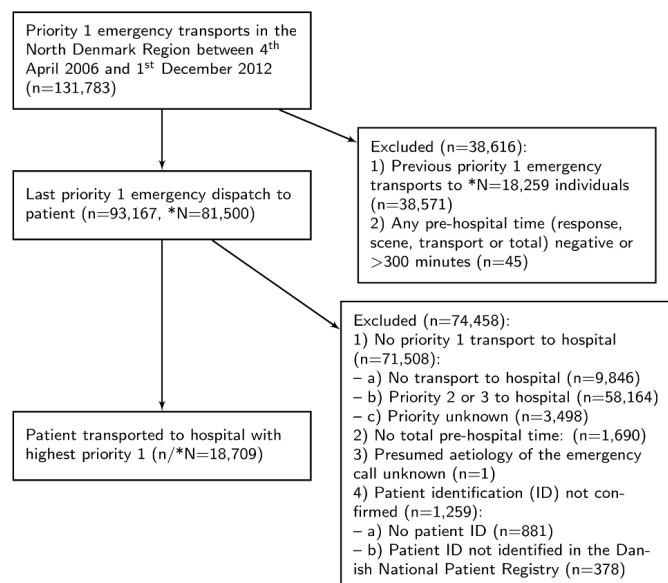 Priority 1 emergency transports in the
North Denmark Region between 4th
April 2006 and 1st December 2012
(n=131,783)
Excluded (n=38,616):
1) Previous priority 1 emergency
transports to *N=18,259 individuals
(n=38,571)
2) Any pre-hospital time (response,
scene, transport or total) negative or
>300 minutes (n=45)
Last priority 1 emergency dispatch to
patient (n=93,167, *N=81,500)
Excluded (n=74,458):
1) No priority 1 transport to hospital
(n=71,508):
– a) No transport to hospital (n=9,846)
– b) Priority 2 or 3 to hospital (n=58,164)
– c) Priority unknown (n=3,498)
2) No total pre-hospital time: (n=1,690)
3) Presumed aetiology of the emergency
call unknown (n=1)
4) Patient identification (ID) not con-
firmed (n=1,259):
– a) No patient ID (n=881)
– b) Patient ID not identified in the Dan-
ish National Patient Registry (n=378)
Patient transported to hospital with
highest priority 1 (n/*N=18,709)